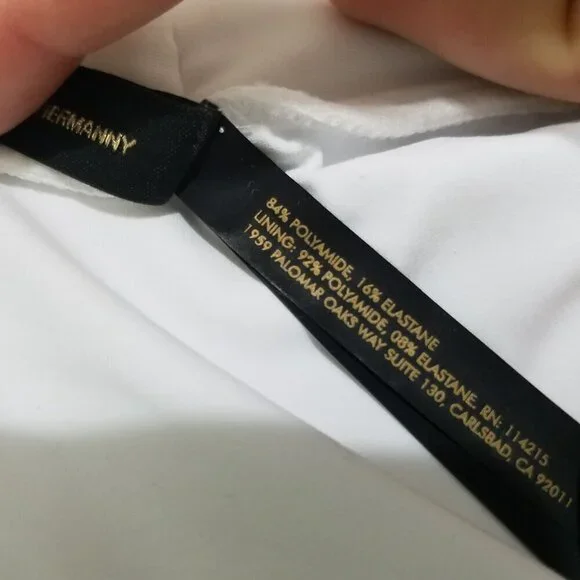 84% POLYAMIDE, 16% ELASTANE
LINING: 92% POLYAMIDE, 08% ELASTANE. RN: 114215
1959 PALOMAR OAKS WAY SUITE 130, CARLSBAD, CA 92011